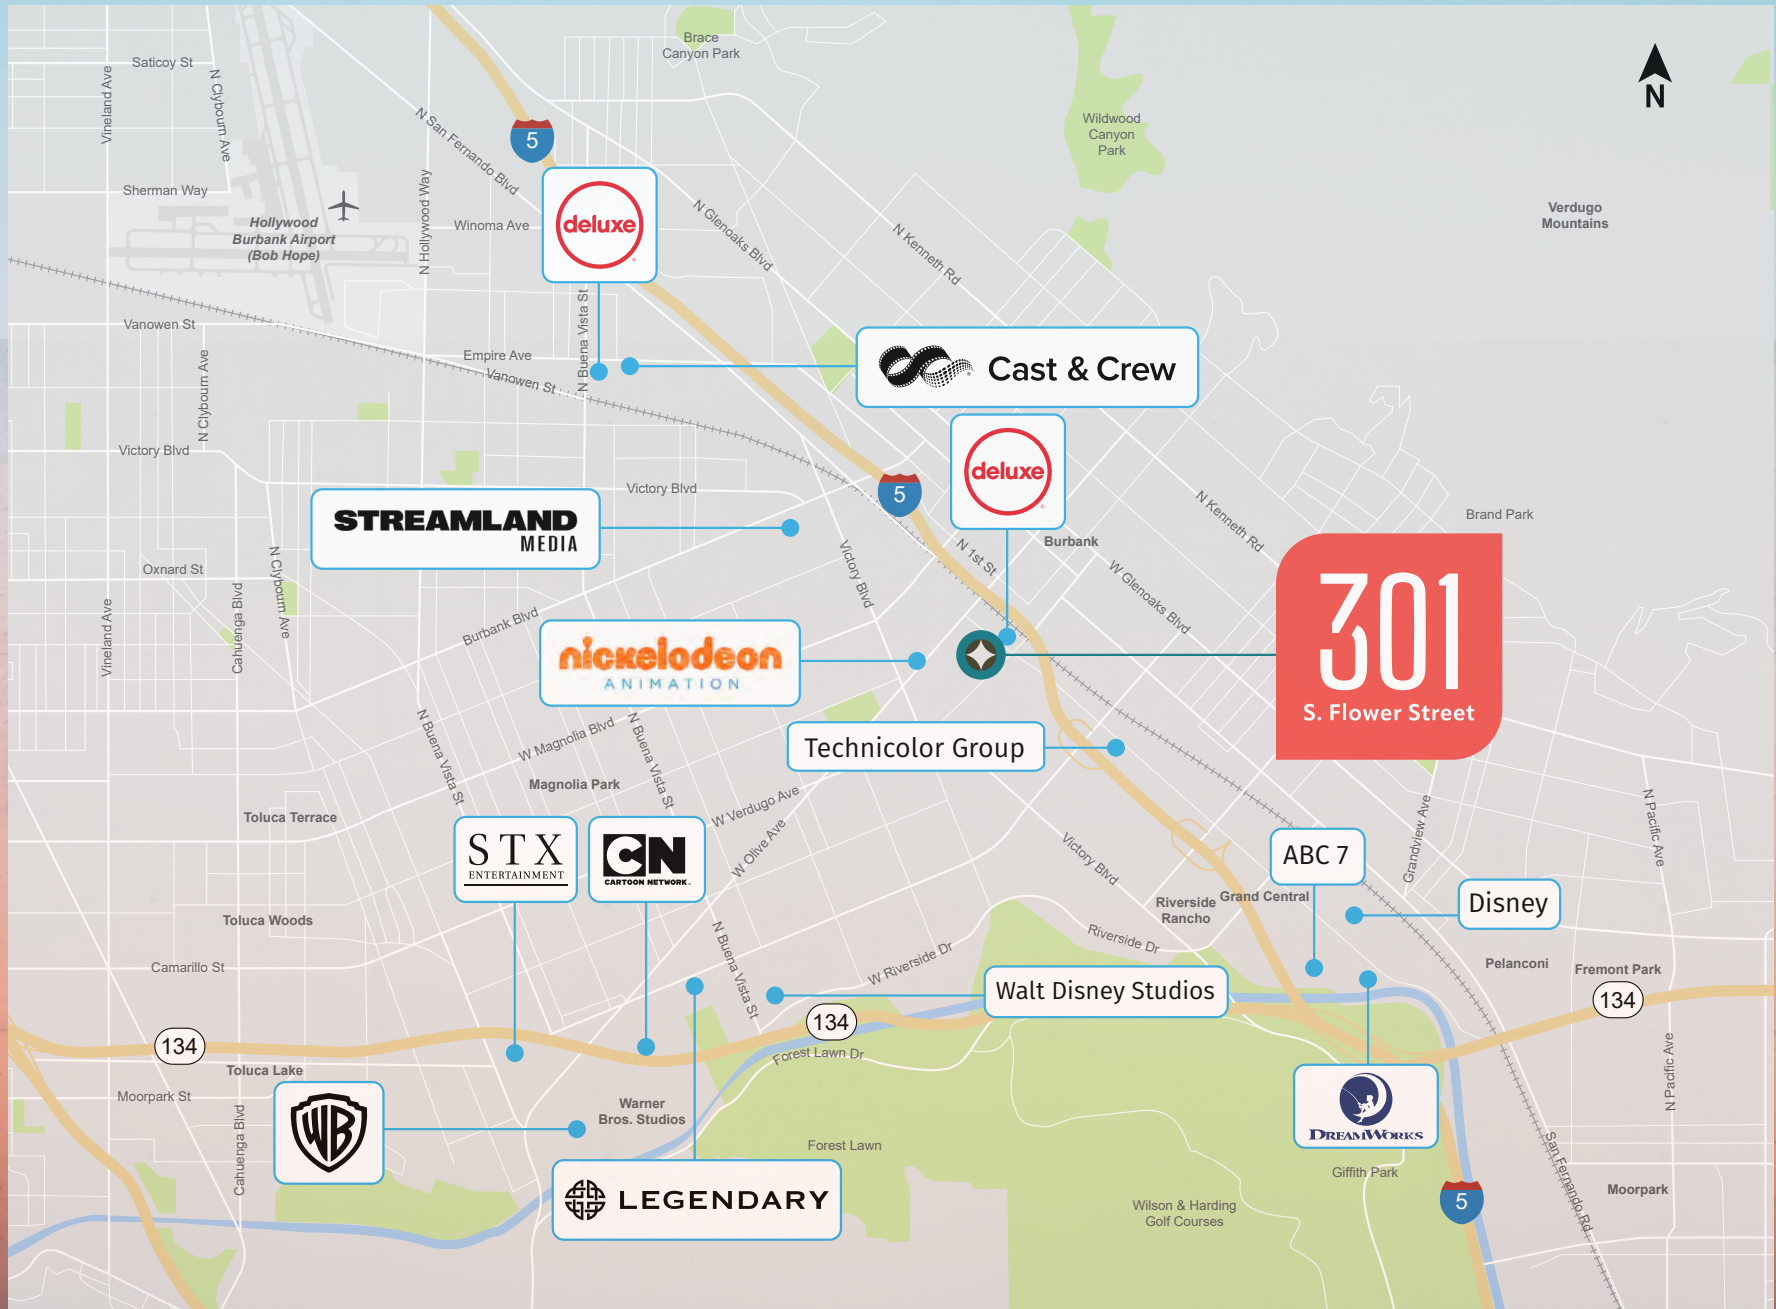 Brace
Canyon Park
Saticoy St
Vineland Ave
N Clybourn Ave
N
N San Fernando Blvd
5
Wildwood
Canyon
Park
Sherman Way
Hollywood
Burbank Airport
(Bob Hope)
N Hollywood Way
Winoma Ave
deluxe
N Glenoaks Blvd
N Kenneth Rd
Verdugo
Mountains
Vanowen St
Empire Ave
Vanowen St
N Buena Vista St
Cast & Crew
N Clybourn Ave
Victory Blvd
deluxe
Victory Blvd
5
STREAMLAND
MEDIA
N Kenneth Rd
Brand Park
Burbank
N 1st St
Victory Blvd
W Glenoaks Blvd
Oxnard St
N Clybourn Ave
Vineland Ave
Cahuenga Blvd
Burbank Blvd
nickelodeon
ANIMATION
301
S. Flower Street
N Buena Vista St
W Magnolia Blvd
N Buena Vista St
Technicolor Group
Magnolia Park
W Verdugo Ave
Toluca Terrace
W Olive Ave
N Pacific Ave
Grandview Ave
STX
ENTERTAINMENT
CN
CARTOON NETWORK
Victory Blvd
ABC 7
Riverside
Rancho
Grand Central
Disney
Toluca Woods
N Buena Vista St
Riverside Dr
W Riverside Dr
Camarillo St
Pelanconi
Fremont Park
Walt Disney Studios
134
134
134
Forest Lawn Dr
Toluca Lake
Moorpark St
Cahuenga Blvd
WB
Warner
Bros. Studios
N Pacific Ave
DREAMWORKS
Forest Lawn
Giffith Park
LEGENDARY
Wilson & Harding
Golf Courses
5
San Fernando Rd
Moorpark